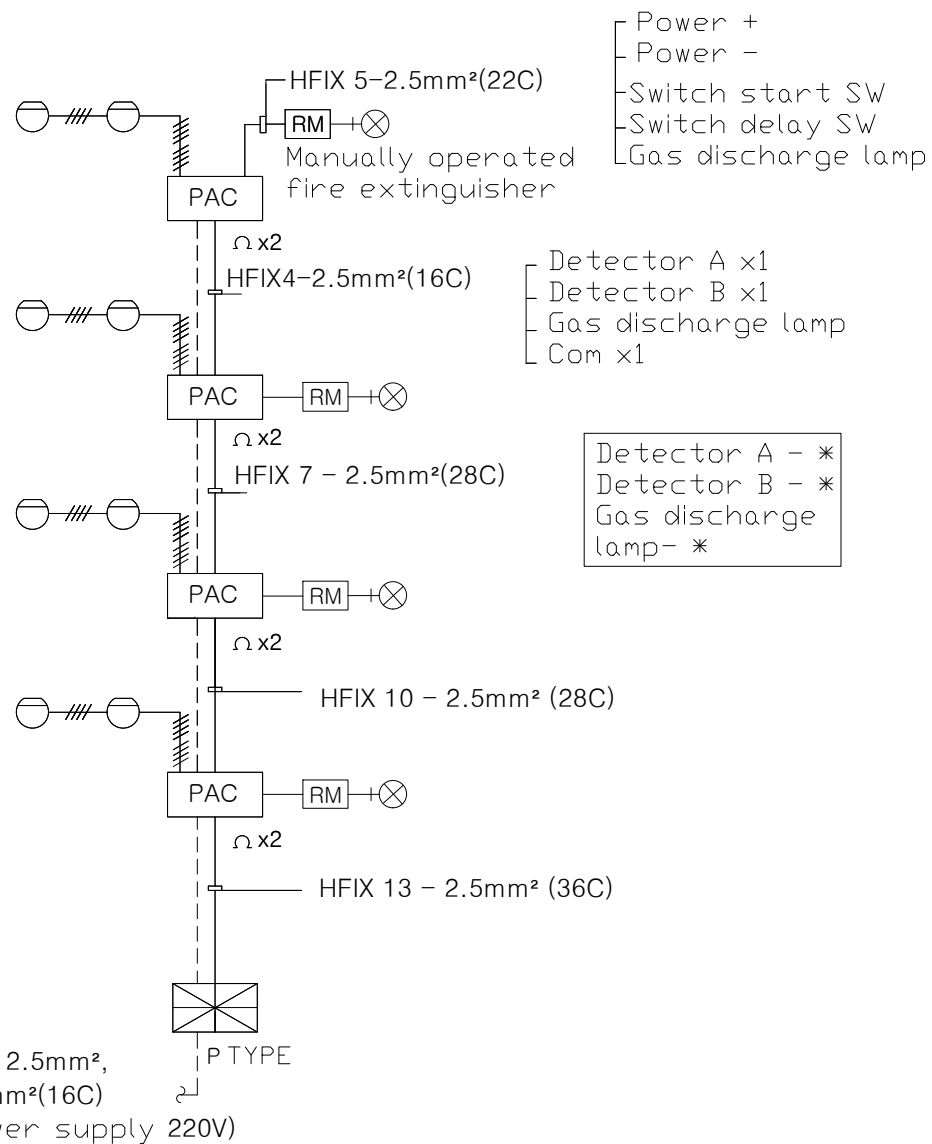 Power +
Power -
Switch start SW
Switch delay SW
Gas discharge lamp
HFIX 5-2.5mm²(22C)
RM
Manually operated
fire extinguisher
PAC
Ω x2
HFIX4-2.5mm²(16C)
Detector A x1
Detector B x1
Gas discharge lamp
Com x1
PAC
RM
Ω x2
HFIX 7 - 2.5mm²(28C)
Detector A - *
Detector B - *
Gas discharge
lamp- *
PAC
RM
Ω x2
HFIX 10 - 2.5mm² (28C)
PAC
RM
Ω x2
HFIX 13 - 2.5mm² (36C)
P TYPE
2.5mm²,
mm²(16C)
supply 220V)